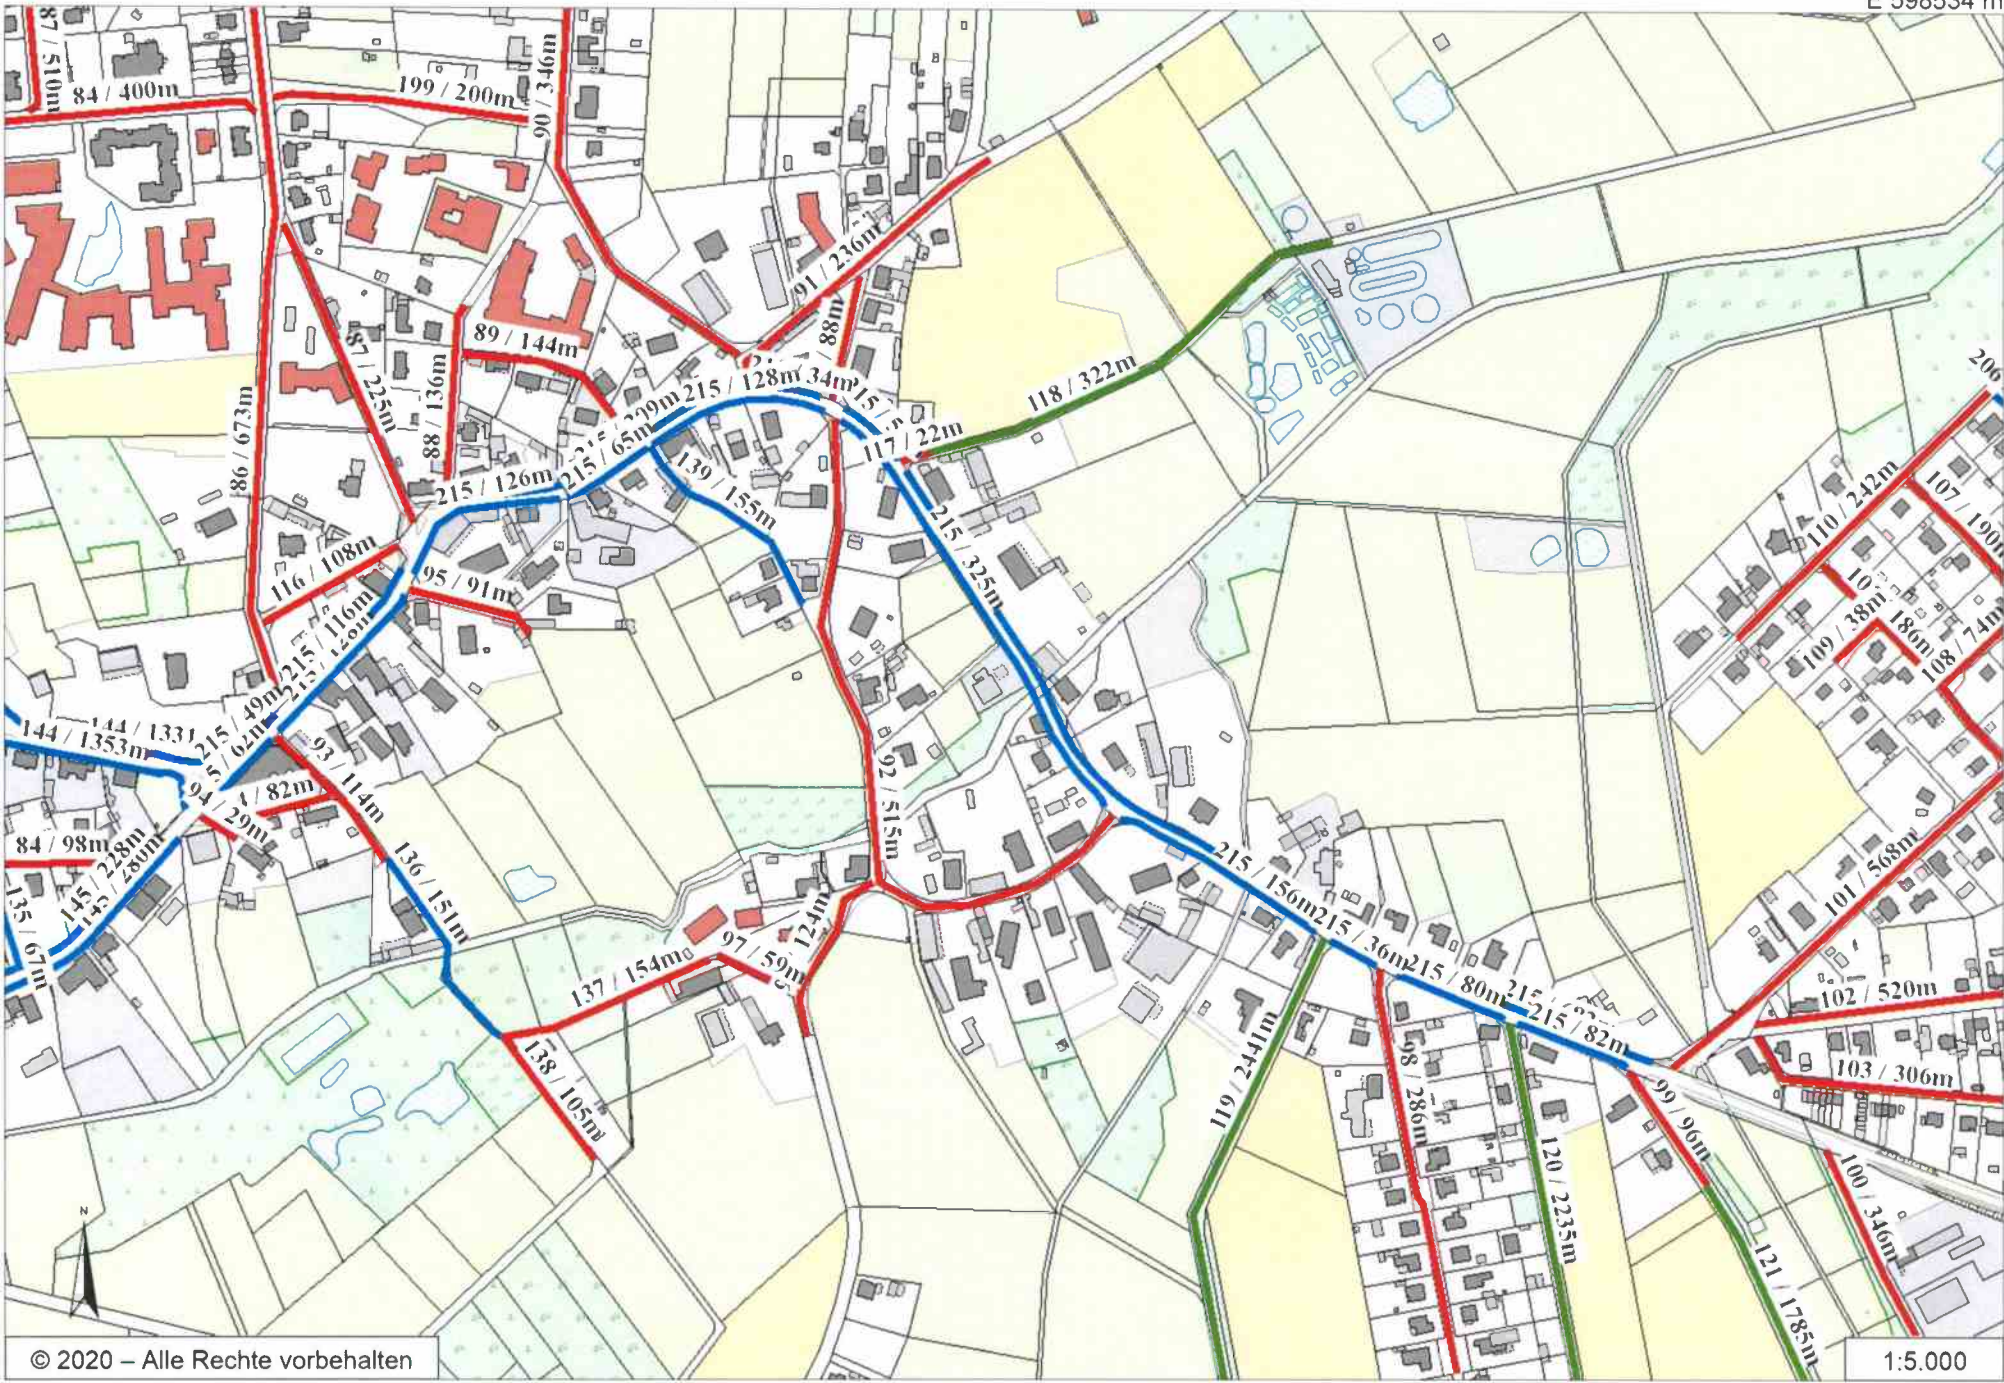 E 598534 m
87 / 510m
84 / 400m
199 / 200m
90 / 346m
91 / 236m
88m
89 / 144m
87 / 225m
88 / 136m
86 / 673m
215 / 128m
34m
215 / 65m
117 / 22m
118 / 322m
215 / 126m
139 / 155m
215 / 325m
116 / 108m
95 / 91m
215 / 116m
215 / 49m
62m
144 / 1331
144 / 1353m
93 / 114m
82m
94 / 29m
84 / 98m
145 / 228m
135 / 67m
136 / 151m
92 / 515m
124m
97 / 59m
137 / 154m
138 / 105m
215 / 156m
215 / 36m
215 / 80m
215 / 82m
119 / 2441m
98 / 286m
120 / 2235m
99 / 96m
121 / 1785m
100 / 346m
101 / 568m
102 / 520m
103 / 306m
206
110 / 242m
107 / 190m
109 / 38m
186m
108 / 74m
N
© 2020 – Alle Rechte vorbehalten
1:5.000